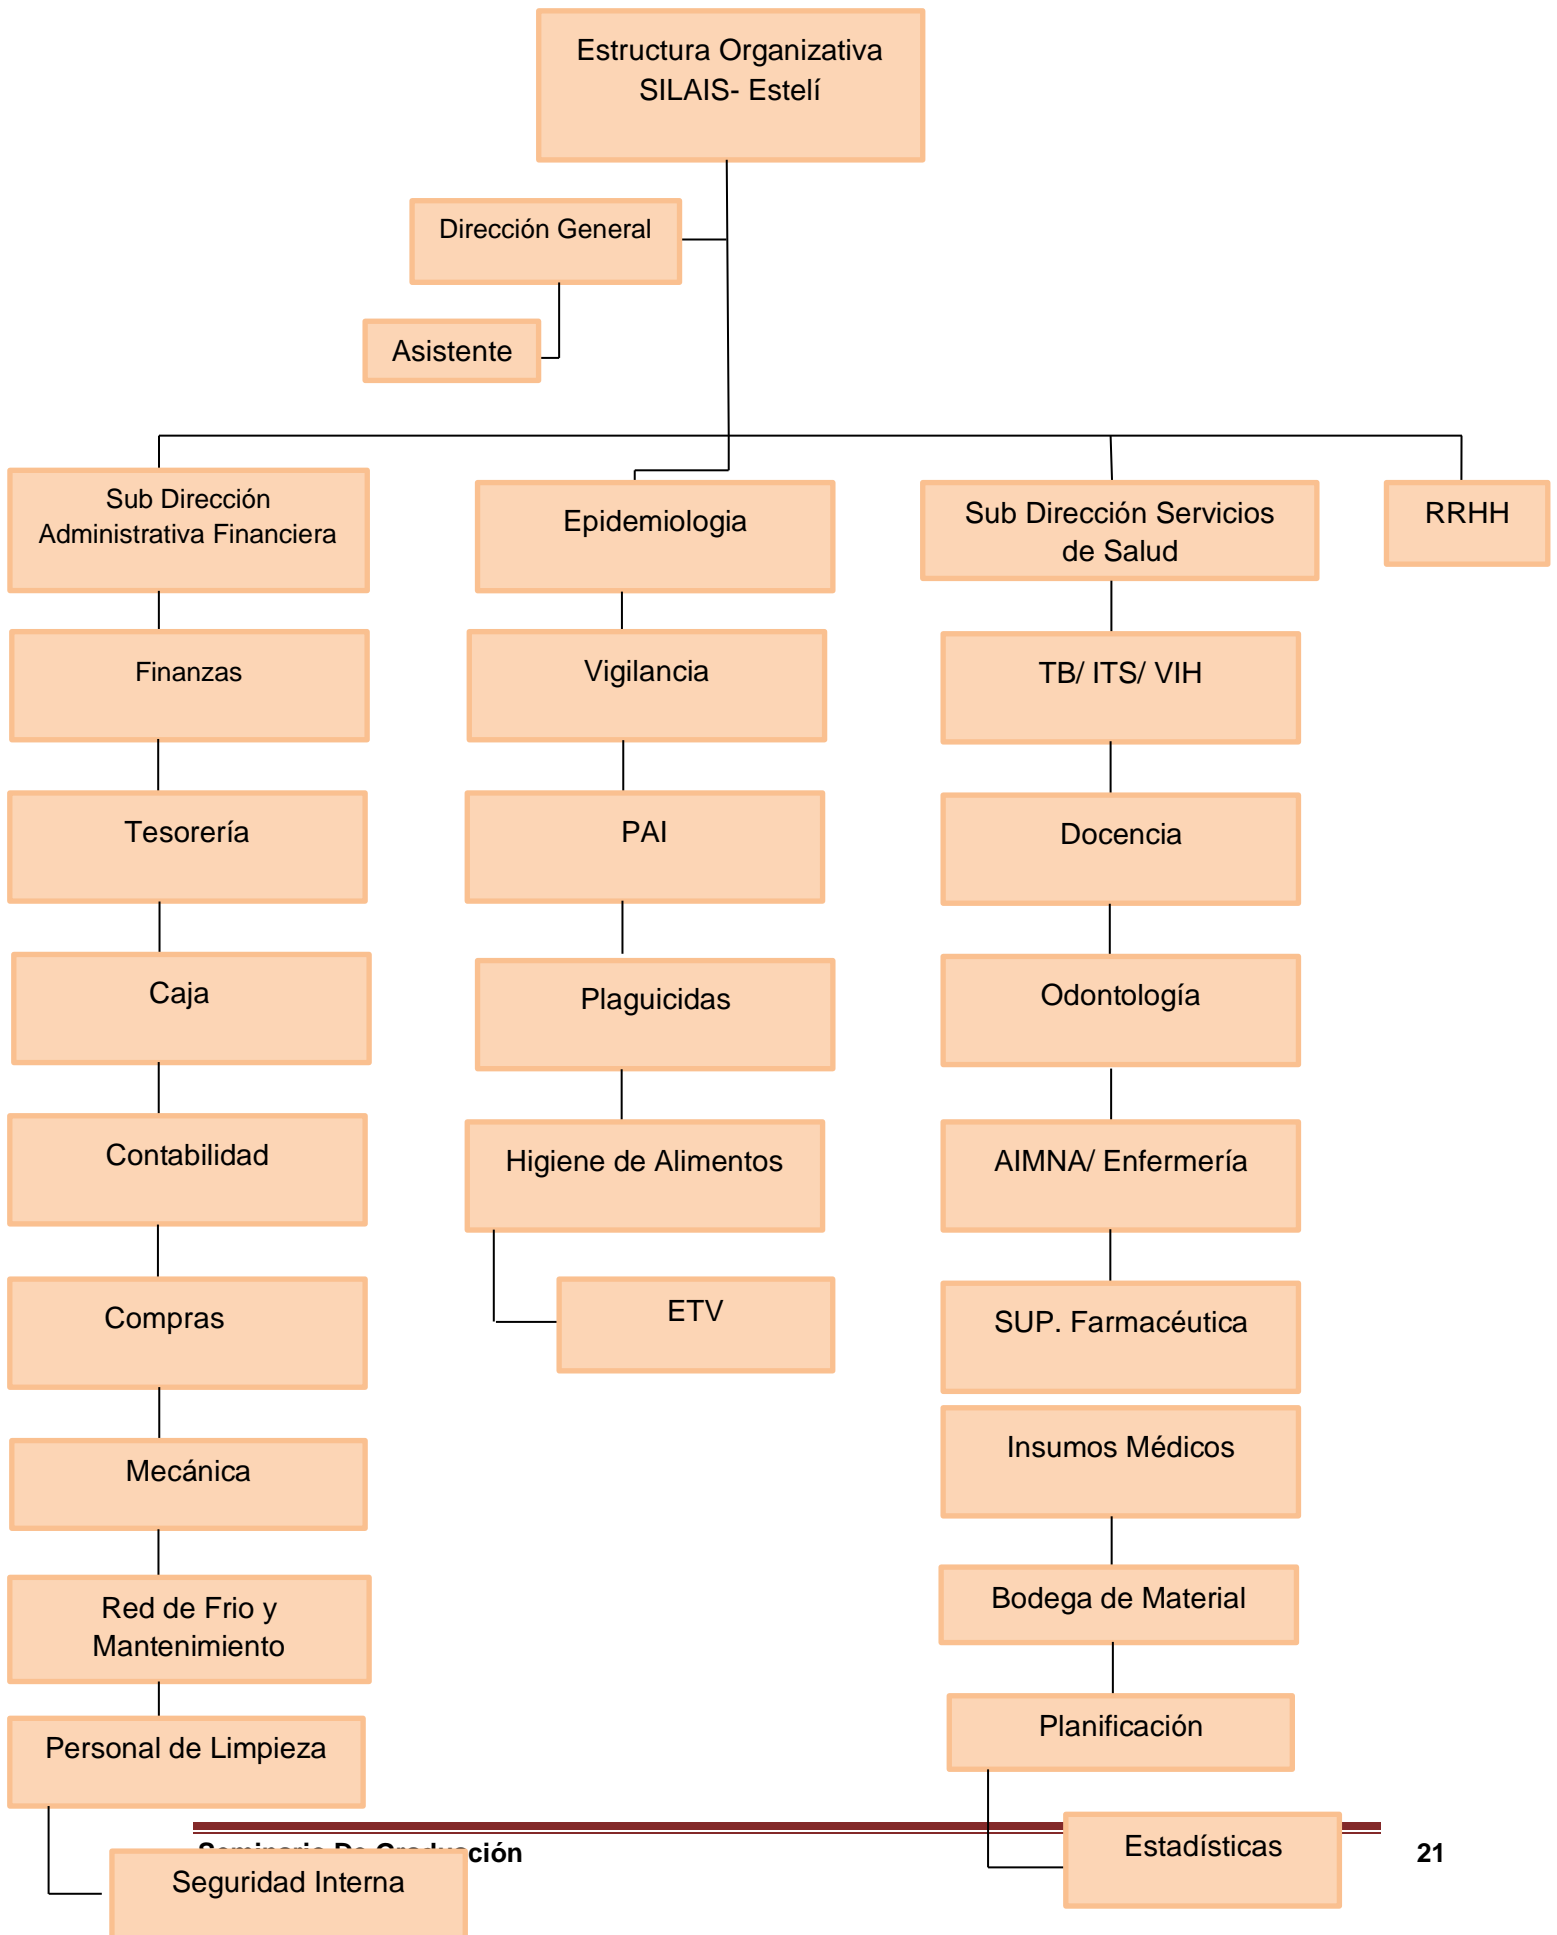 Estructura Organizativa
SILAIS- Estelí
Dirección General
Asistente
Sub Dirección
Administrativa Financiera
Finanzas
Tesorería
Caja
Contabilidad
Compras
Mecánica
Red de Frio y
Mantenimiento
Personal de Limpieza
Seguridad Interna
Epidemiologia
Vigilancia
PAI
Plaguicidas
Higiene de Alimentos
ETV
Sub Dirección Servicios
de Salud
TB/ ITS/ VIH
Docencia
Odontología
AIMNA/ Enfermería
SUP. Farmacéutica
Insumos Médicos
Bodega de Material
Planificación
Estadísticas
RRHH
Seminario De Graduación
21